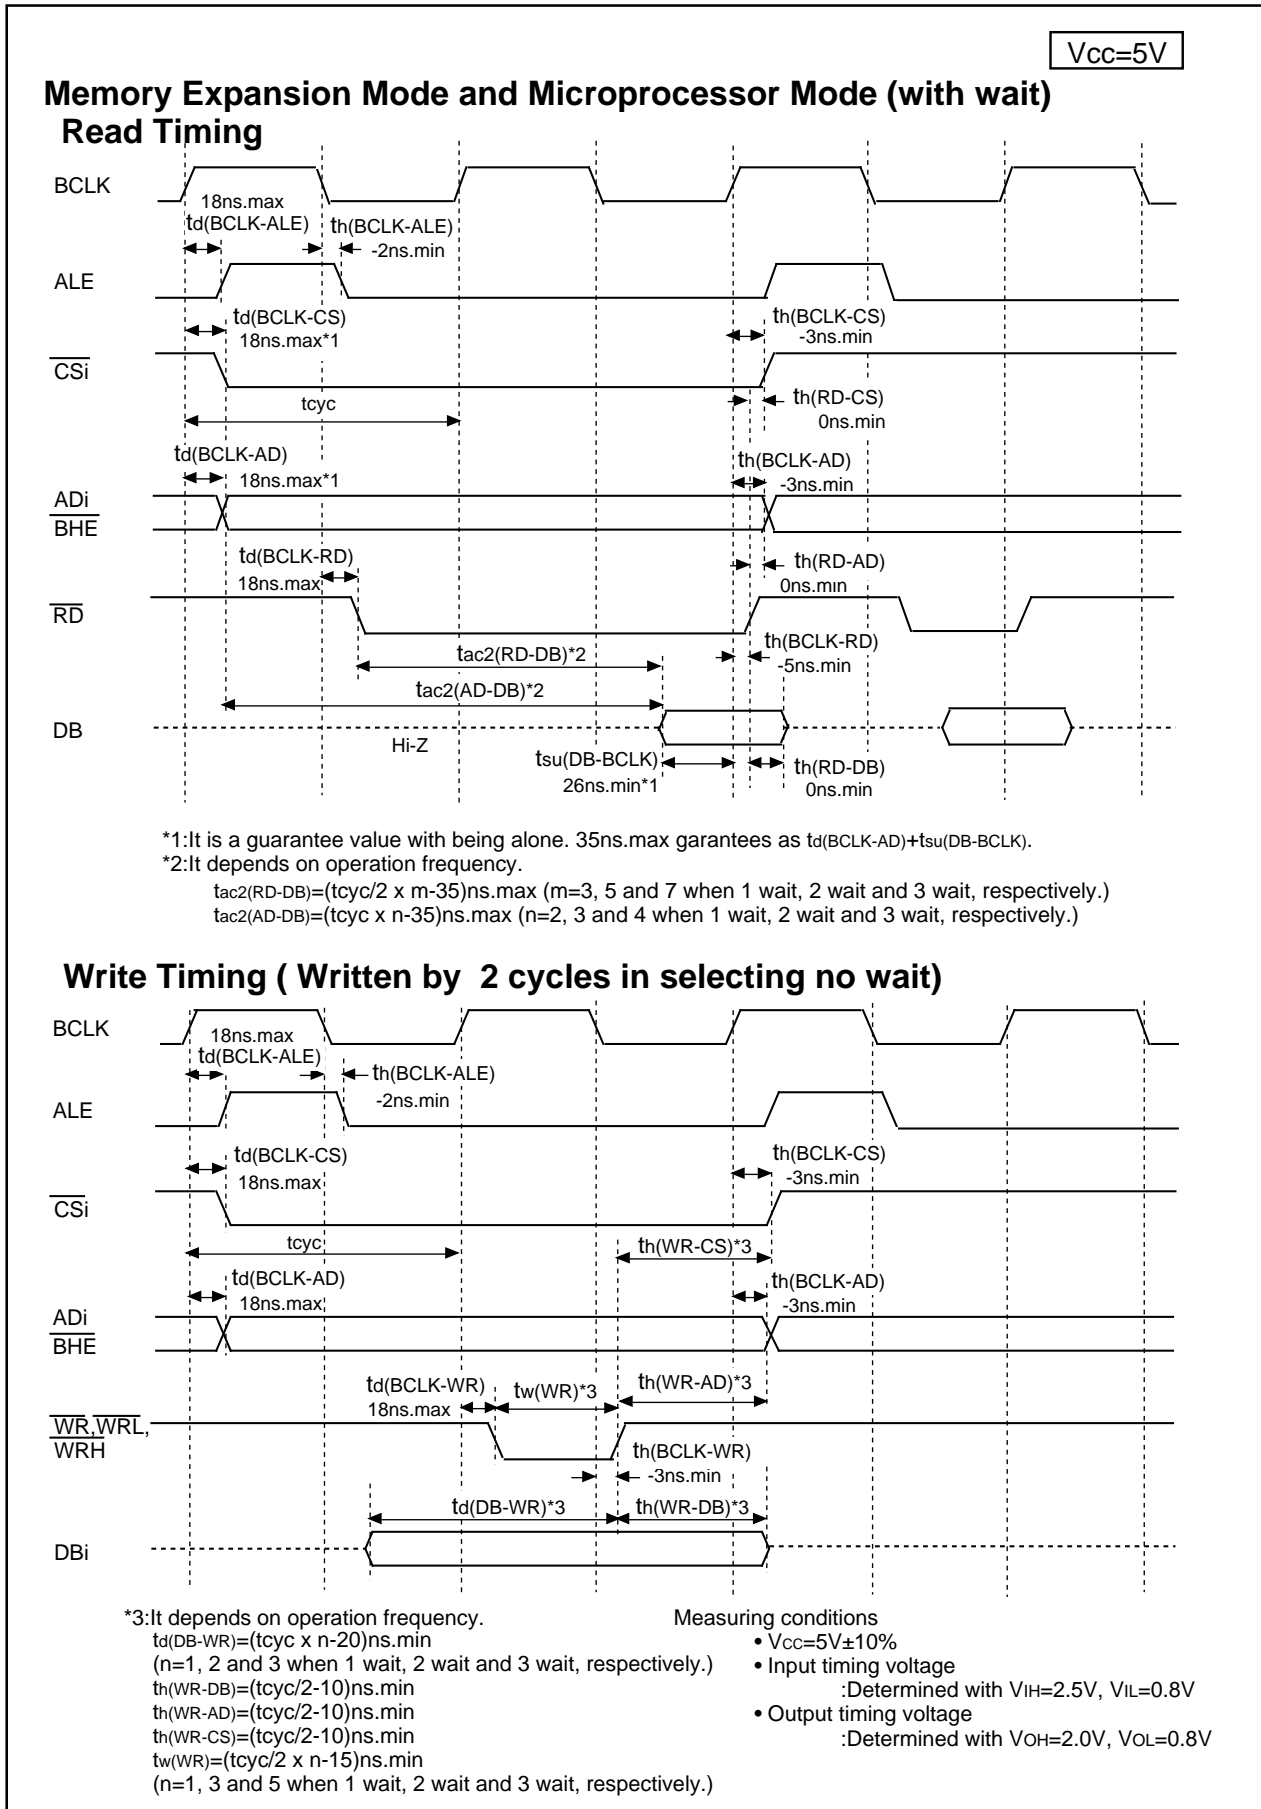 Vcc=5V
Memory Expansion Mode and Microprocessor Mode (with wait)
Read Timing
BCLK
18ns.max
td(BCLK-ALE)
th(BCLK-ALE)
-2ns.min
ALE
td(BCLK-CS)
18ns.max*1
th(BCLK-CS)
-3ns.min
CSi
tcyc
th(RD-CS)
0ns.min
td(BCLK-AD)
18ns.max*1
th(BCLK-AD)
-3ns.min
ADi
BHE
td(BCLK-RD)
18ns.max
th(RD-AD)
0ns.min
RD
th(BCLK-RD)
-5ns.min
tac2(RD-DB)*2
tac2(AD-DB)*2
DB
Hi-Z
tsu(DB-BCLK)
26ns.min*1
th(RD-DB)
0ns.min
*1:It is a guarantee value with being alone. 35ns.max garantees as td(BCLK-AD)+tsu(DB-BCLK).
*2:It depends on operation frequency.
tac2(RD-DB)=(tcyc/2 x m-35)ns.max (m=3, 5 and 7 when 1 wait, 2 wait and 3 wait, respectively.)
tac2(AD-DB)=(tcyc x n-35)ns.max (n=2, 3 and 4 when 1 wait, 2 wait and 3 wait, respectively.)
Write Timing ( Written by 2 cycles in selecting no wait)
BCLK
18ns.max
td(BCLK-ALE)
th(BCLK-ALE)
-2ns.min
ALE
td(BCLK-CS)
18ns.max
th(BCLK-CS)
-3ns.min
CSi
tcyc
th(WR-CS)*3
td(BCLK-AD)
18ns.max
th(BCLK-AD)
-3ns.min
ADi
BHE
td(BCLK-WR)
18ns.max
tw(WR)*3
th(WR-AD)*3
WR,WRL,
WRH
th(BCLK-WR)
-3ns.min
td(DB-WR)*3
th(WR-DB)*3
DBi
*3:It depends on operation frequency.
td(DB-WR)=(tcyc x n-20)ns.min
(n=1, 2 and 3 when 1 wait, 2 wait and 3 wait, respectively.)
th(WR-DB)=(tcyc/2-10)ns.min
th(WR-AD)=(tcyc/2-10)ns.min
th(WR-CS)=(tcyc/2-10)ns.min
tw(WR)=(tcyc/2 x n-15)ns.min
(n=1, 3 and 5 when 1 wait, 2 wait and 3 wait, respectively.)
Measuring conditions
• VCC=5V±10%
• Input timing voltage
:Determined with VIH=2.5V, VIL=0.8V
• Output timing voltage
:Determined with VOH=2.0V, VOL=0.8V